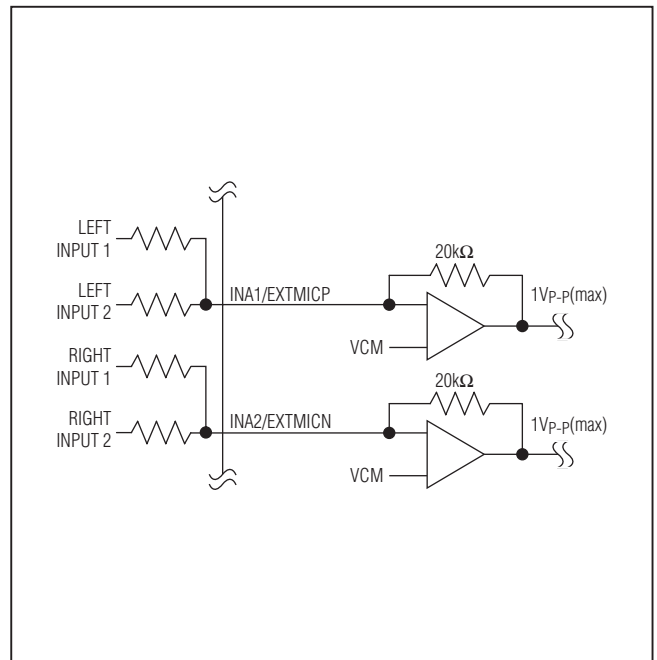 LEFT
INPUT 1
LEFT
INPUT 2
INA1/EXTMICP
20kΩ
1VP-P(max)
VCM
RIGHT
INPUT 1
RIGHT
INPUT 2
INA2/EXTMICN
20kΩ
1VP-P(max)
VCM